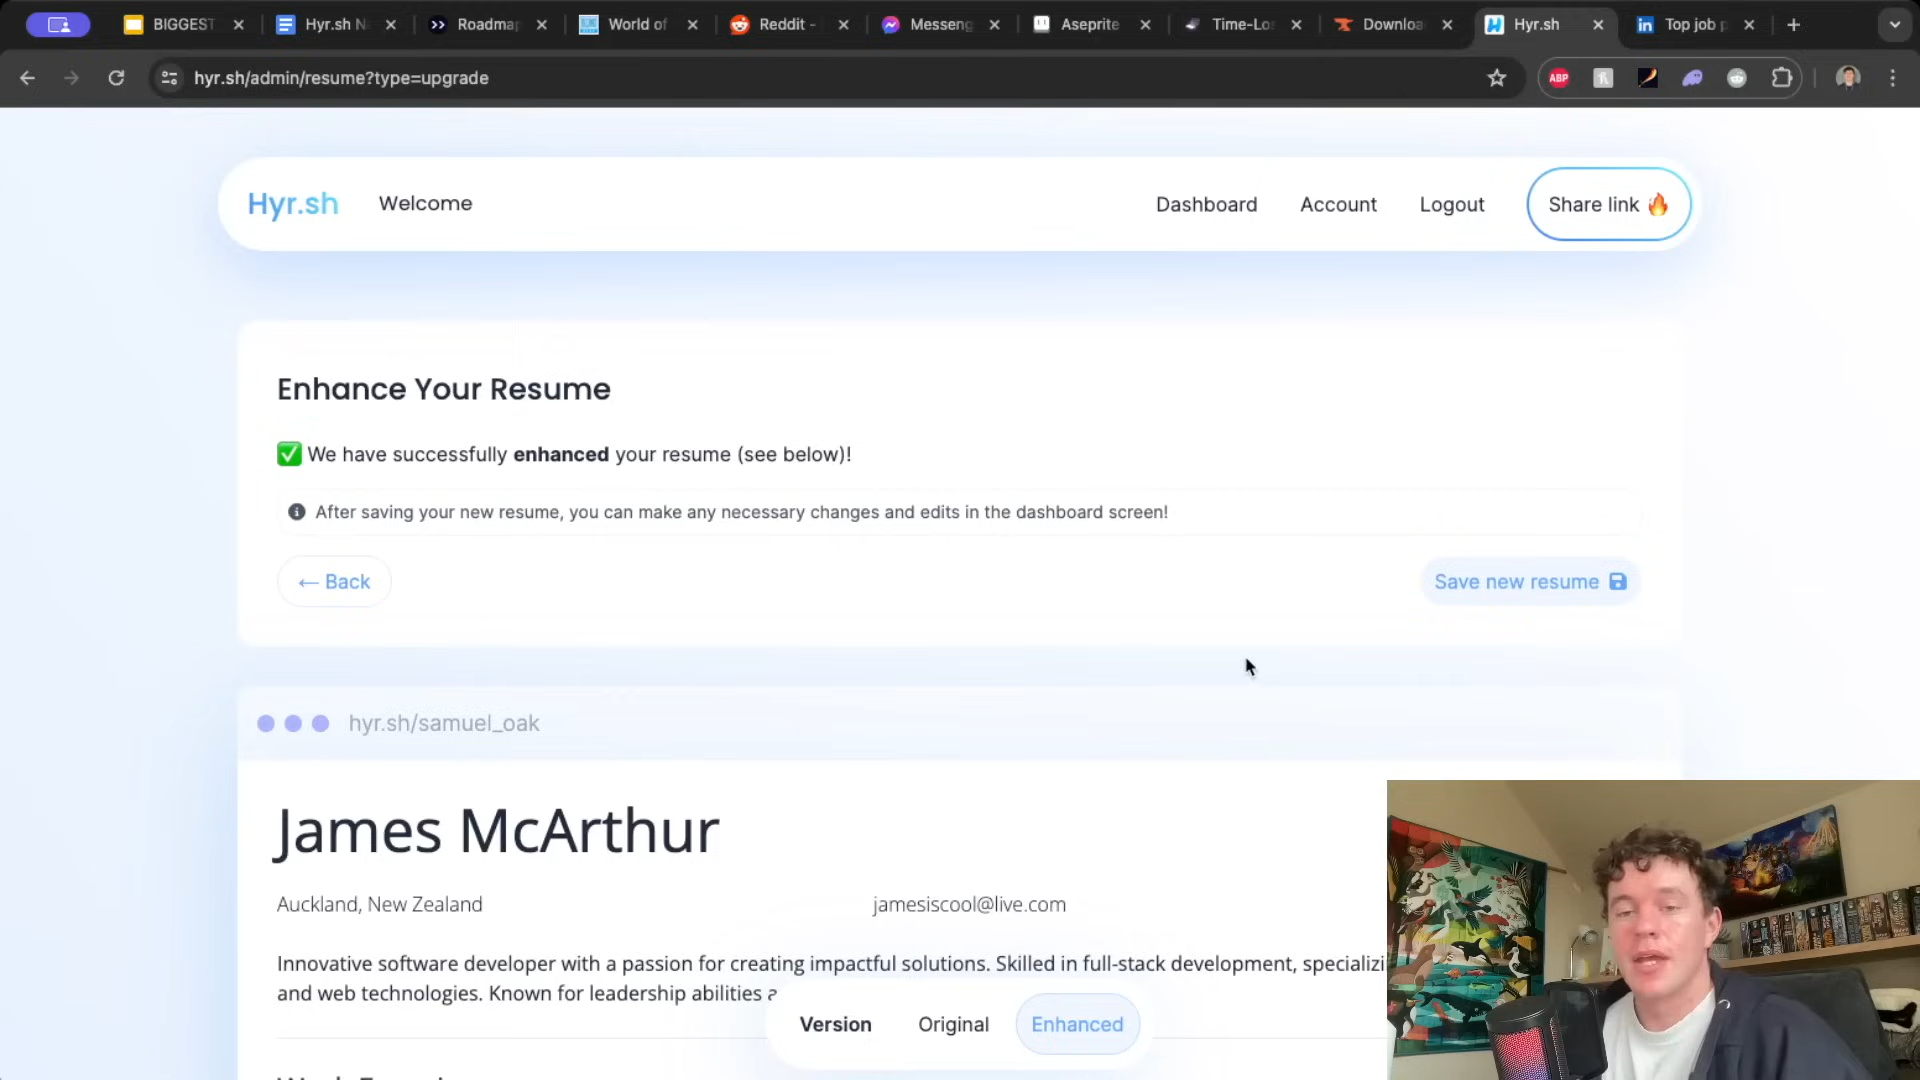 BIGGEST
Hyr.sh N
Roadmap
World of
Reddit -
Messeng
Aseprite
Time-Los
Downloa
Hyr.sh
Top job p
hyr.sh/admin/resume?type=upgrade
ABP
Hyr.sh
Welcome
Dashboard
Account
Logout
Share link
Enhance Your Resume
We have successfully enhanced your resume (see below)!
After saving your new resume, you can make any necessary changes and edits in the dashboard screen!
← Back
Save new resume
hyr.sh/samuel_oak
James McArthur
Auckland, New Zealand
jamesiscool@live.com
Innovative software developer with a passion for creating impactful solutions. Skilled in full-stack development, specializi
and web technologies. Known for leadership abilities a
Version
Original
Enhanced